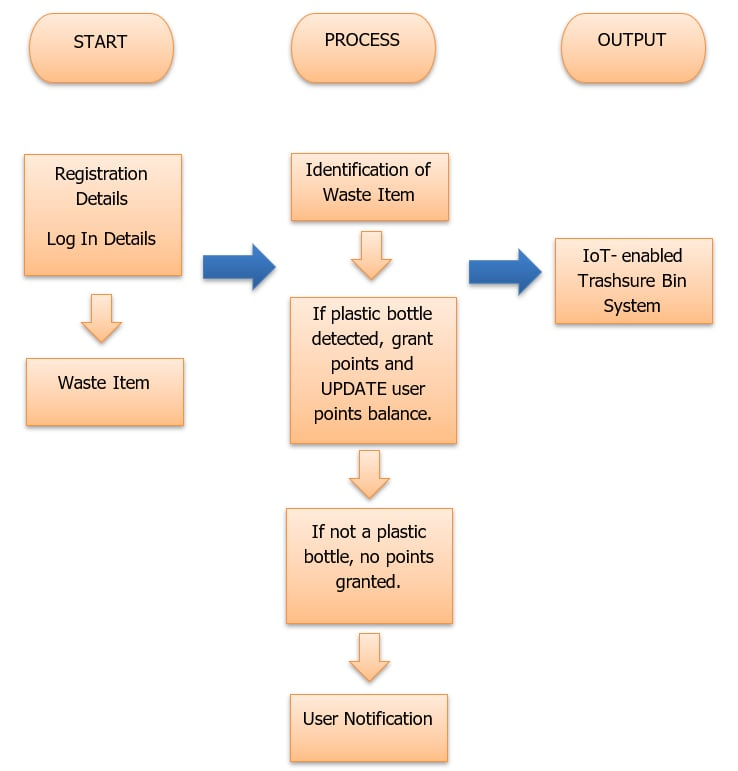 START
PROCESS
OUTPUT
Registration
Details
Log In Details
Waste Item
Identification of
Waste Item
If plastic bottle
detected, grant
points and
UPDATE user
points balance.
If not a plastic
bottle, no points
granted.
User Notification
IoT- enabled
Trashsure Bin
System